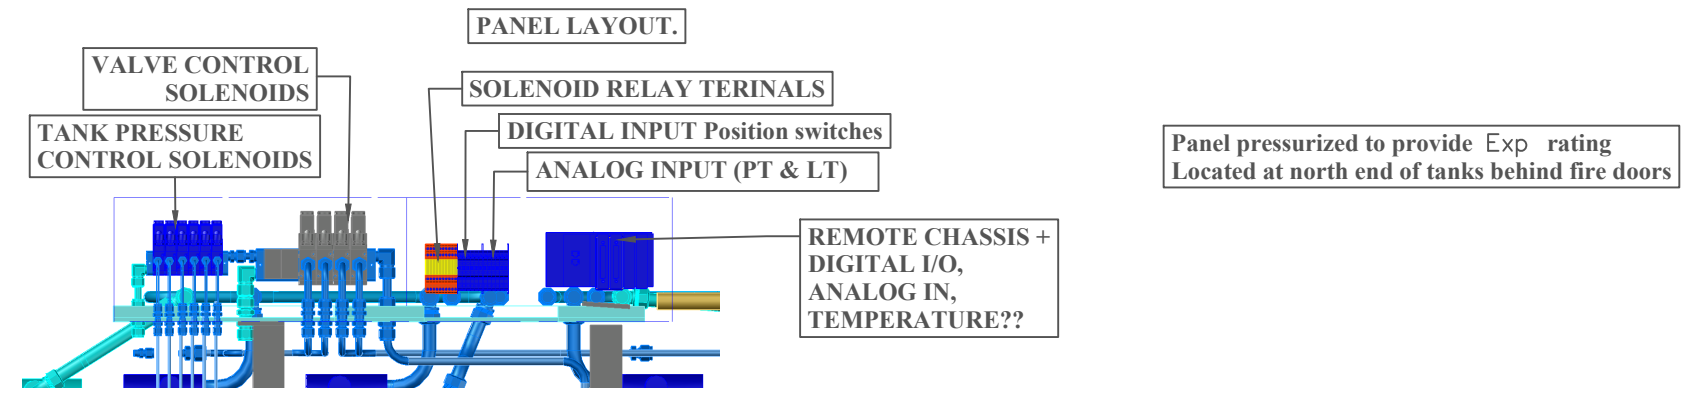 PANEL LAYOUT.
VALVE CONTROL
SOLENOIDS
SOLENOID RELAY TERINALS
TANK PRESSURE
CONTROL SOLENOIDS
DIGITAL INPUT Position switches
ANALOG INPUT (PT & LT)
Panel pressurized to provide Exp rating
Located at north end of tanks behind fire doors
REMOTE CHASSIS +
DIGITAL I/O,
ANALOG IN,
TEMPERATURE??